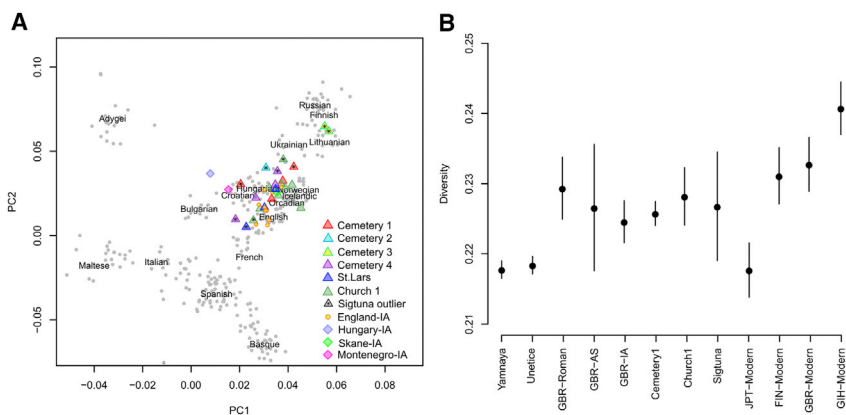 A
B
0.10
0.05
0.00
−0.05
PC2
−0.04
−0.02
0.00
0.02
0.04
0.06
0.08
PC1
Adygei
Russian
Finnish
Lithuanian
Ukrainian
Hungarian
Norwegian
Croatian
Icelandic
Orcadian
Bulgarian
English
French
Maltese
Italian
Spanish
Basque
Cemetery 1
Cemetery 2
Cemetery 3
Cemetery 4
St.Lars
Church 1
Sigtuna outlier
England−IA
Hungary−IA
Skane−IA
Montenegro−IA
0.25
0.24
0.23
0.22
0.21
Diversity
Yamnaya
Unetice
GBR−Roman
GBR−AS
GBR−IA
Cemetery1
Church1
Sigtuna
JPT−Modern
FIN−Modern
GBR−Modern
GIH−Modern